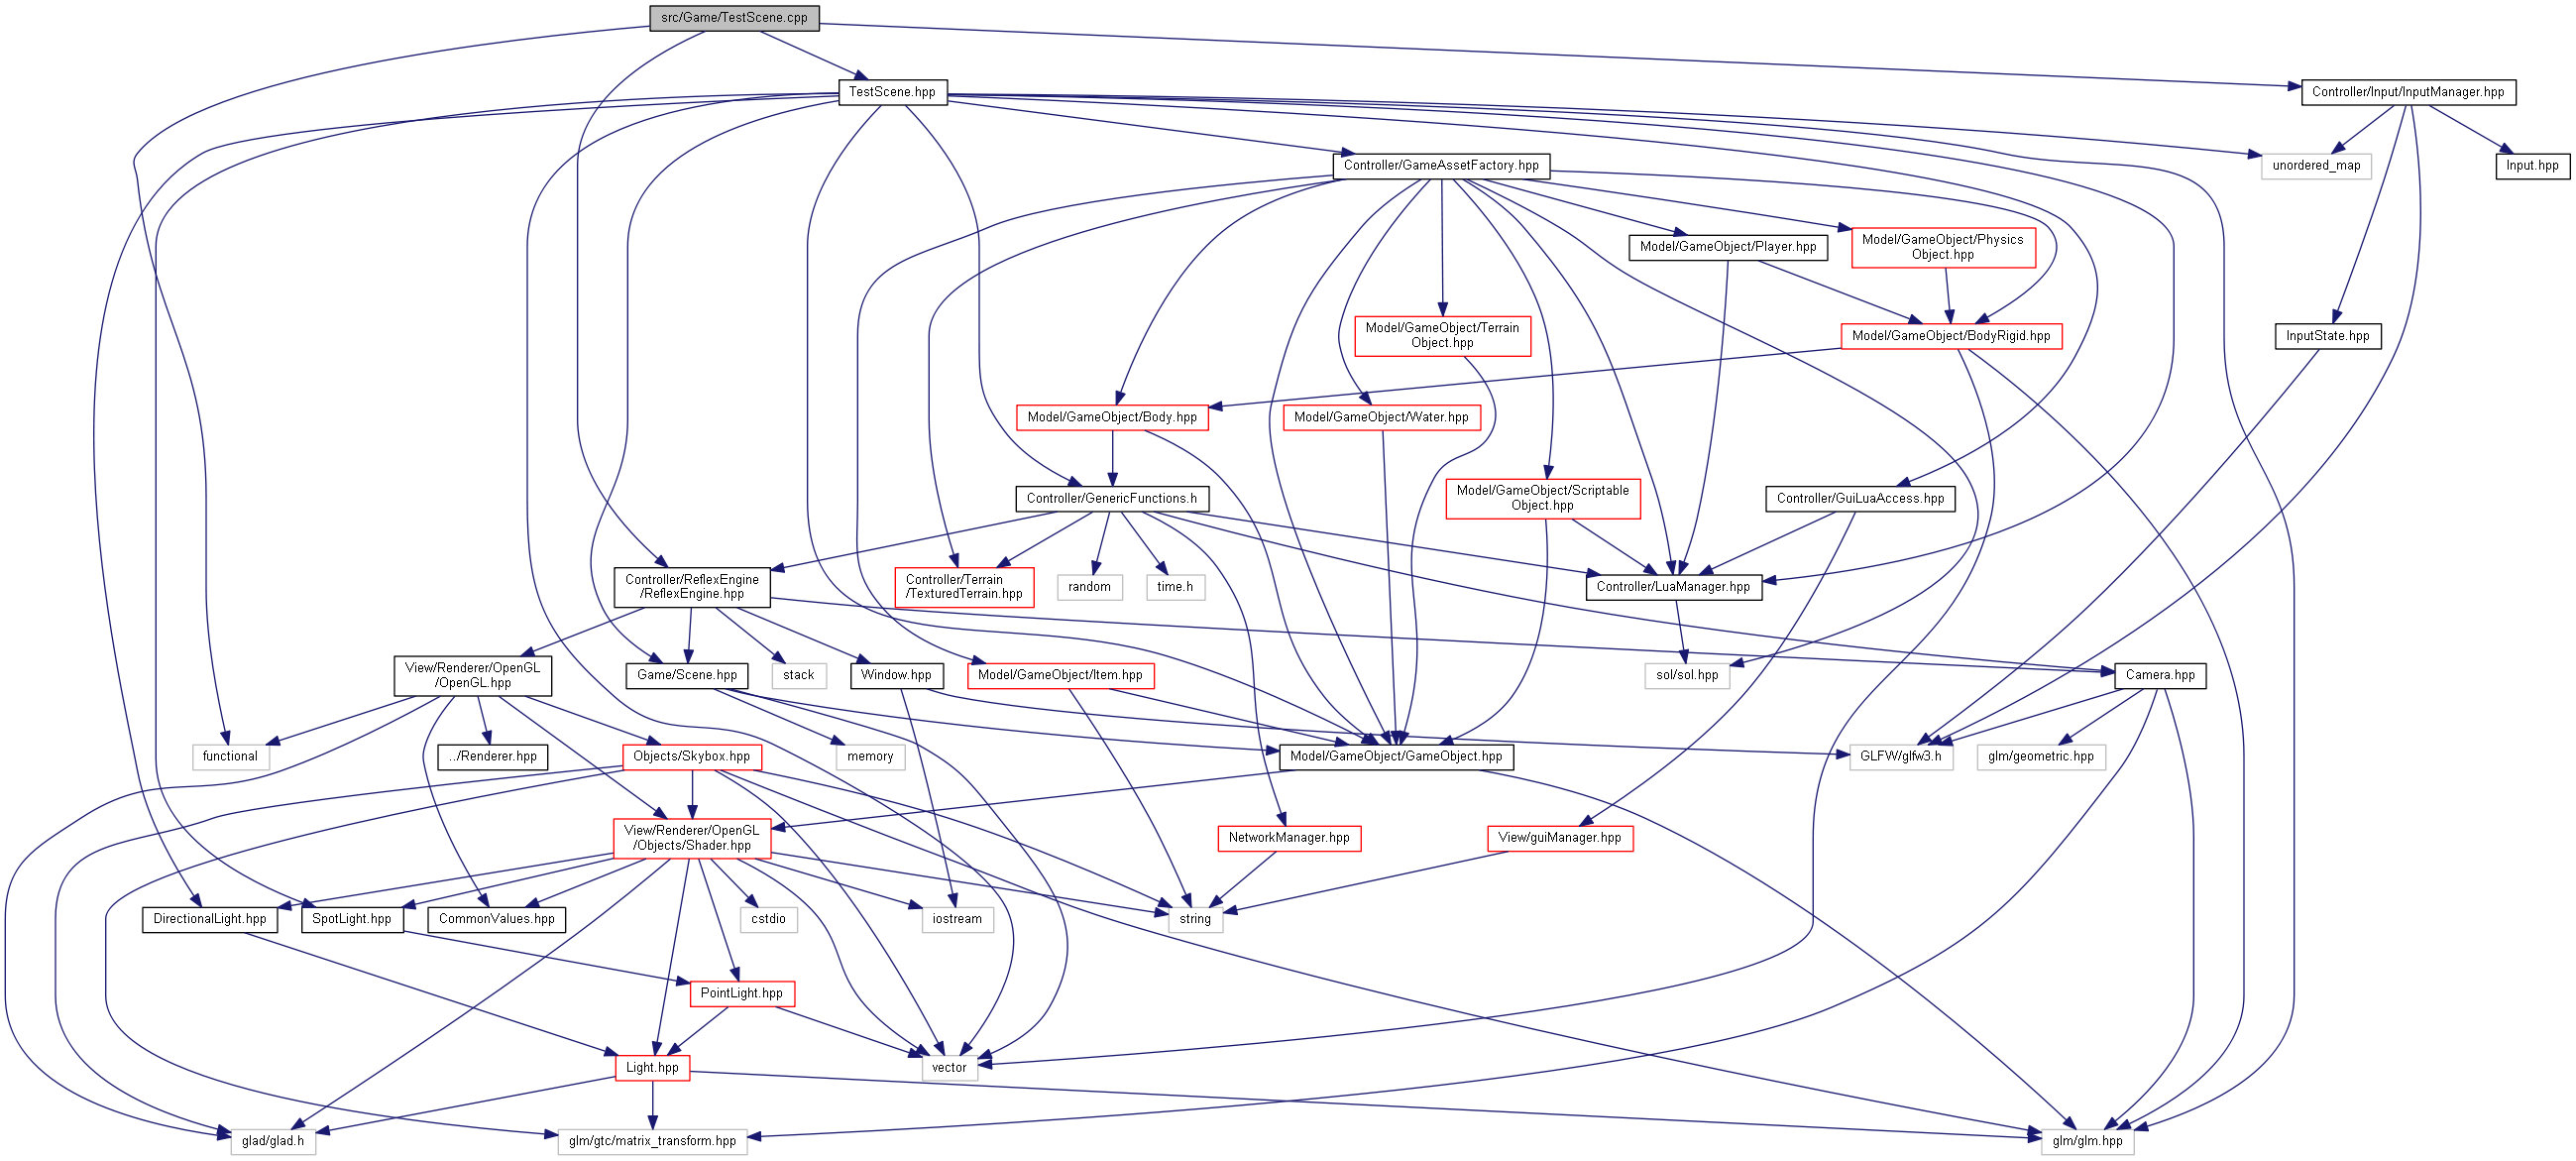 src/Game/TestScene.cpp
TestScene.hpp
Controller/Input/InputManager.hpp
Controller/GameAssetFactory.hpp
unordered_map
Input.hpp
Model/GameObject/Player.hpp
Model/GameObject/Physics
Object.hpp
Model/GameObject/Terrain
Object.hpp
Model/GameObject/BodyRigid.hpp
InputState.hpp
Model/GameObject/Body.hpp
Model/GameObject/Water.hpp
Controller/GenericFunctions.h
Model/GameObject/Scriptable
Object.hpp
Controller/GuiLuaAccess.hpp
Controller/ReflexEngine
/ReflexEngine.hpp
Controller/Terrain
/TexturedTerrain.hpp
random
time.h
Controller/LuaManager.hpp
View/Renderer/OpenGL
/OpenGL.hpp
Game/Scene.hpp
stack
Window.hpp
Model/GameObject/Item.hpp
sol/sol.hpp
Camera.hpp
functional
../Renderer.hpp
Objects/Skybox.hpp
memory
Model/GameObject/GameObject.hpp
GLFW/glfw3.h
glm/geometric.hpp
View/Renderer/OpenGL
/Objects/Shader.hpp
NetworkManager.hpp
View/guiManager.hpp
DirectionalLight.hpp
SpotLight.hpp
CommonValues.hpp
cstdio
iostream
string
PointLight.hpp
Light.hpp
vector
glad/glad.h
glm/gtc/matrix_transform.hpp
glm/glm.hpp